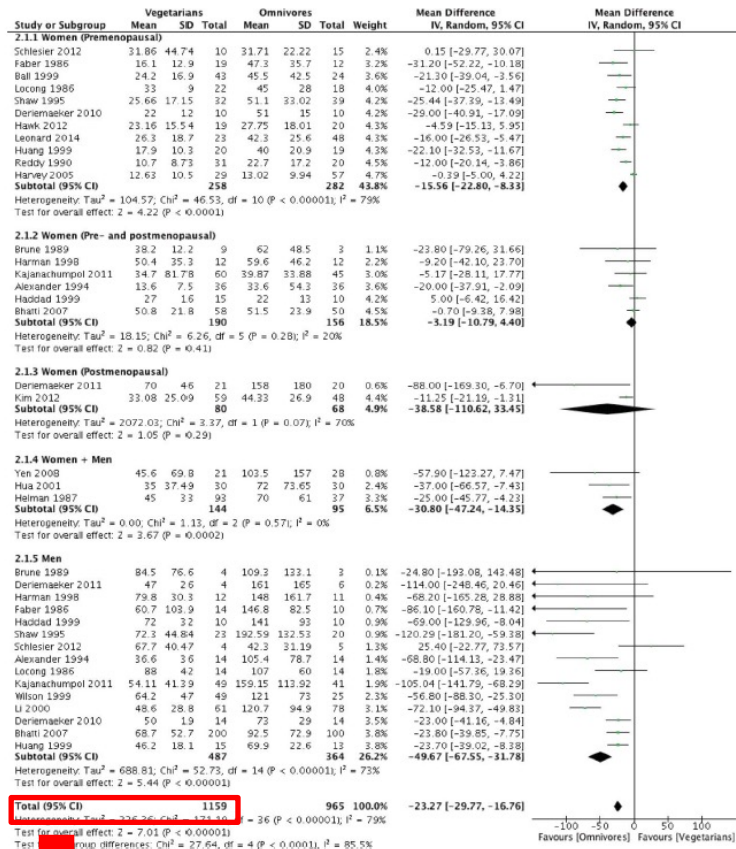 Vegetarians Omnivores Mean Difference Mean Difference
Study or Subgroup Mean SD Total Mean SD Total Weight IV, Random, 95% CI IV, Random, 95% CI
2.1.1 Women (Premenopausal)
Schlesier 2012 31.86 44.74 10 31.71 22.22 15 2.4% 0.15 [-29.77, 30.07]
Faber 1986 16.1 12.9 19 47.3 35.7 12 3.3% -31.20 [-52.22, -10.18]
Ball 1999 24.2 16.9 43 45.5 42.5 24 3.7% -21.30 [-39.04, -3.56]
Locong 1986 33 9 22 45 28 18 4.2% -12.00 [-25.47, 1.47]
Shaw 1995 25.66 17.15 32 51.1 33.02 39 4.4% -25.44 [-37.39, -13.49]
Deriemaeker 2010 22 12 10 51 15 10 4.4% -29.00 [-40.91, -17.09]
Hawk 2012 23.16 15.54 19 27.75 18.01 20 4.6% -4.59 [-15.13, 5.95]
Leonard 2014 26.3 18.7 23 42.3 25.6 48 4.6% -16.00 [-26.53, -5.47]
Huang 1999 17.9 10.3 20 40 20.9 19 4.6% -22.10 [-32.53, -11.67]
Reddy 1990 10.7 8.73 31 22.7 17.2 20 4.9% -12.00 [-20.14, -3.86]
Harvey 2005 12.63 10.5 29 13.02 9.94 57 -0.39 [-5.00, 4.22]
Subtotal (95% CI) 258 282 43.8% -15.56 [-22.80, -8.33]
Heterogeneity: Tau² = 104.57; Chi² = 46.53, df = 10 (P < 0.00001); I² = 79%
Test for overall effect: Z = 4.22 (P < 0.0001)
2.1.2 Women (Pre- and postmenopausal)
Brune 1989 38.2 12.2 9 62 48.5 3 1.1% -23.80 [-79.26, 31.66]
Harman 1998 50.4 35.3 12 59.6 46.2 12 2.2% -9.20 [-42.10, 23.70]
Kajanachumpol 2011 34.7 81.78 60 39.87 33.88 45 3.1% -5.17 [-28.11, 17.77]
Alexander 1994 13.6 7.5 36 33.6 54.3 36 3.6% -20.00 [-37.91, -2.09]
Haddad 1999 27 16 15 22 13 10 4.5% 5.00 [-6.42, 16.42]
Bhatti 2007 50.8 21.8 58 51.5 23.9 50 -0.70 [-9.38, 7.98]
Subtotal (95% CI) 190 156 18.5% -3.19 [-10.79, 4.40]
Heterogeneity: Tau² = 18.15; Chi² = 6.26, df = 5 (P = 0.28); I² = 20%
Test for overall effect: Z = 0.82 (P = 0.41)
2.1.3 Women (Postmenopausal)
Deriemaeker 2011 70 46 21 158 180 20 0.6% -88.00 [-169.30, -6.70]
Kim 2012 33.08 25.09 59 44.33 26.9 48 -11.25 [-21.19, -1.31]
Subtotal (95% CI) 80 68 4.9% -38.58 [-110.62, 33.45]
Heterogeneity: Tau² = 2072.03; Chi² = 3.37, df = 1 (P = 0.07); I² = 70%
Test for overall effect: Z = 1.05 (P = 0.29)
2.1.4 Women + Men
Yen 2008 45.6 69.8 21 103.5 157 28 0.8% -57.90 [-123.27, 7.47]
Hua 2001 35 37.49 30 72 73.65 30 -37.00 [-66.57, -7.43]
Helman 1987 45 33 93 70 61 37 -25.00 [-45.77, -4.23]
Subtotal (95% CI) 144 95 6.5% -30.80 [-47.24, -14.35]
Heterogeneity: Tau² = 0.00; Chi² = 1.13, df = 2 (P = 0.57); I² = 0%
Test for overall effect: Z = 3.67 (P = 0.0002)
2.1.5 Men
Brune 1989 84.5 76.6 4 109.3 133.1 3 0.1% -24.80 [-193.08, 143.48]
Deriemaeker 2011 47 26 4 161 165 6 0.2% -114.00 [-248.46, 20.46]
Harman 1998 79.8 30.3 12 148 161.7 11 0.4% -68.20 [-165.28, 28.88]
Faber 1986 60.7 103.9 14 146.8 82.5 10 0.6% -86.10 [-160.78, -11.42]
Haddad 1999 72 32 10 141 93 10 0.9% -69.00 [-129.96, -8.04]
Shaw 1995 72.3 44.84 23 192.59 132.53 20 0.9% -120.29 [-181.20, -59.38]
Schlesier 2012 67.7 40.47 4 42.3 31.19 5 1.3% 25.40 [-22.77, 73.57]
Alexander 1994 36.6 36 14 105.4 78.7 14 1.4% -68.80 [-114.13, -23.47]
Locong 1986 88 42 14 107 60 14 -19.00 [-57.36, 19.36]
Kajanachumpol 2011 54.11 41.39 49 159.15 113.92 41 -105.04 [-141.79, -68.29]
Wilson 1999 64.2 47 49 121 73 25 2.3% -56.80 [-88.30, -25.30]
Li 2000 48.6 28.8 61 120.7 94.9 78 -72.10 [-94.37, -49.83]
Deriemaeker 2010 50 19 14 73 29 14 -23.00 [-41.16, -4.84]
Bhatti 2007 68.7 52.7 200 92.5 72.9 100 -23.80 [-39.85, -7.75]
Huang 1999 46.2 18.1 15 69.9 22.6 13 -23.70 [-39.02, -8.38]
Subtotal (95% CI) 487 364 26.2% -49.67 [-67.55, -31.78]
Heterogeneity: Tau² = 688.81; Chi² = 52.73, df = 14 (P < 0.00001); I² = 73%
Test for overall effect: Z = 5.44 (P < 0.00001)
Total (95% CI) 1159 965 100.0% -23.27 [-29.77, -16.76]
Heterogeneity: Tau² = 226.36; Chi² = 171.10, df = 36 (P < 0.00001); I² = 79%
Test for overall effect: Z = 7.01 (P < 0.00001)
Test group differences: Chi² = 27.64, df = 4 (P < 0.0001), I² = 85.5%
-100 -50 0 50 100
Favours [Omnivores] Favours [Vegetarians]